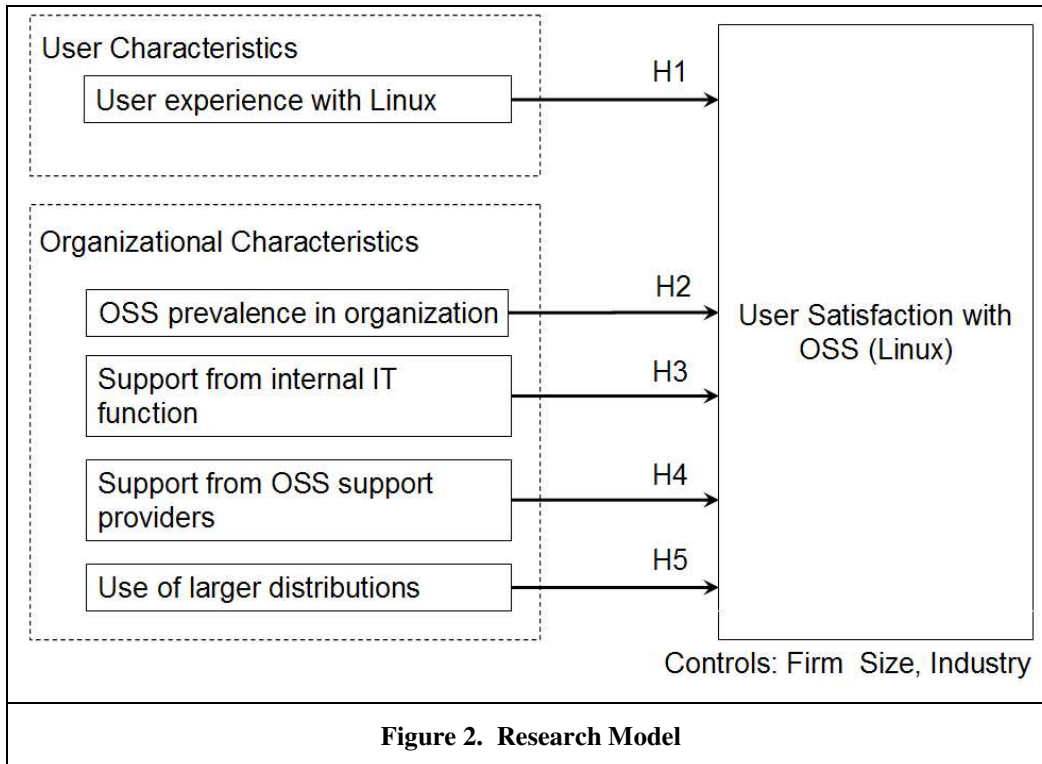 User Characteristics
User experience with Linux
H1
Organizational Characteristics
OSS prevalence in organization
H2
Support from internal IT
function
H3
Support from OSS support
providers
H4
Use of larger distributions
H5
User Satisfaction with
OSS (Linux)
Controls: Firm Size, Industry
Figure 2. Research Model